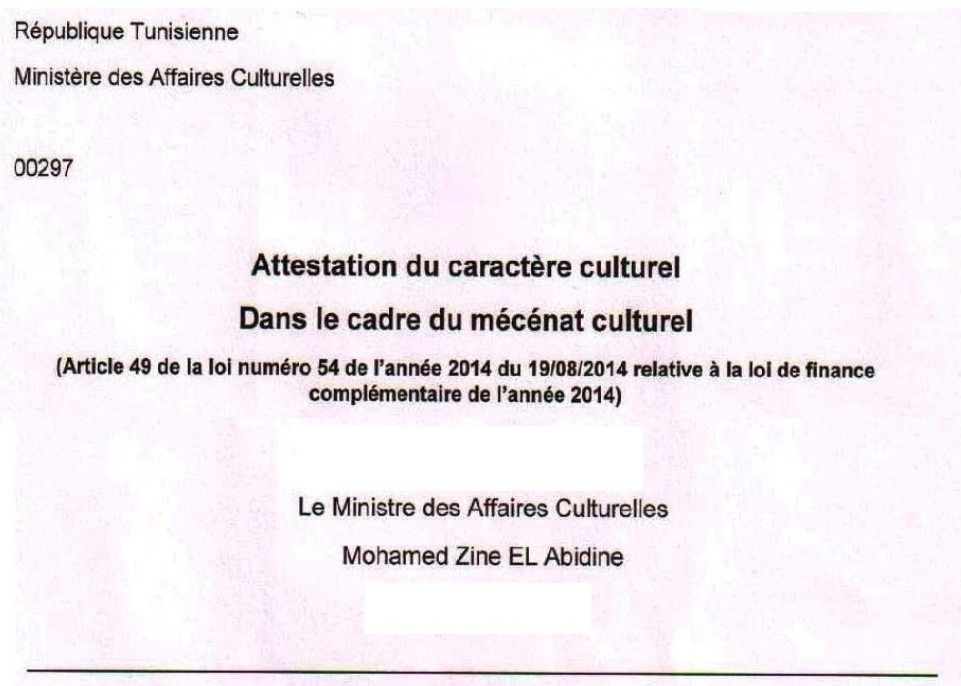 République Tunisienne
Ministère des Affaires Culturelles
00297
Attestation du caractère culturel
Dans le cadre du mécénat culturel
(Article 49 de la loi numéro 54 de l'année 2014 du 19/08/2014 relative à la loi de finance
complémentaire de l'année 2014)
Le Ministre des Affaires Culturelles
Mohamed Zine EL Abidine